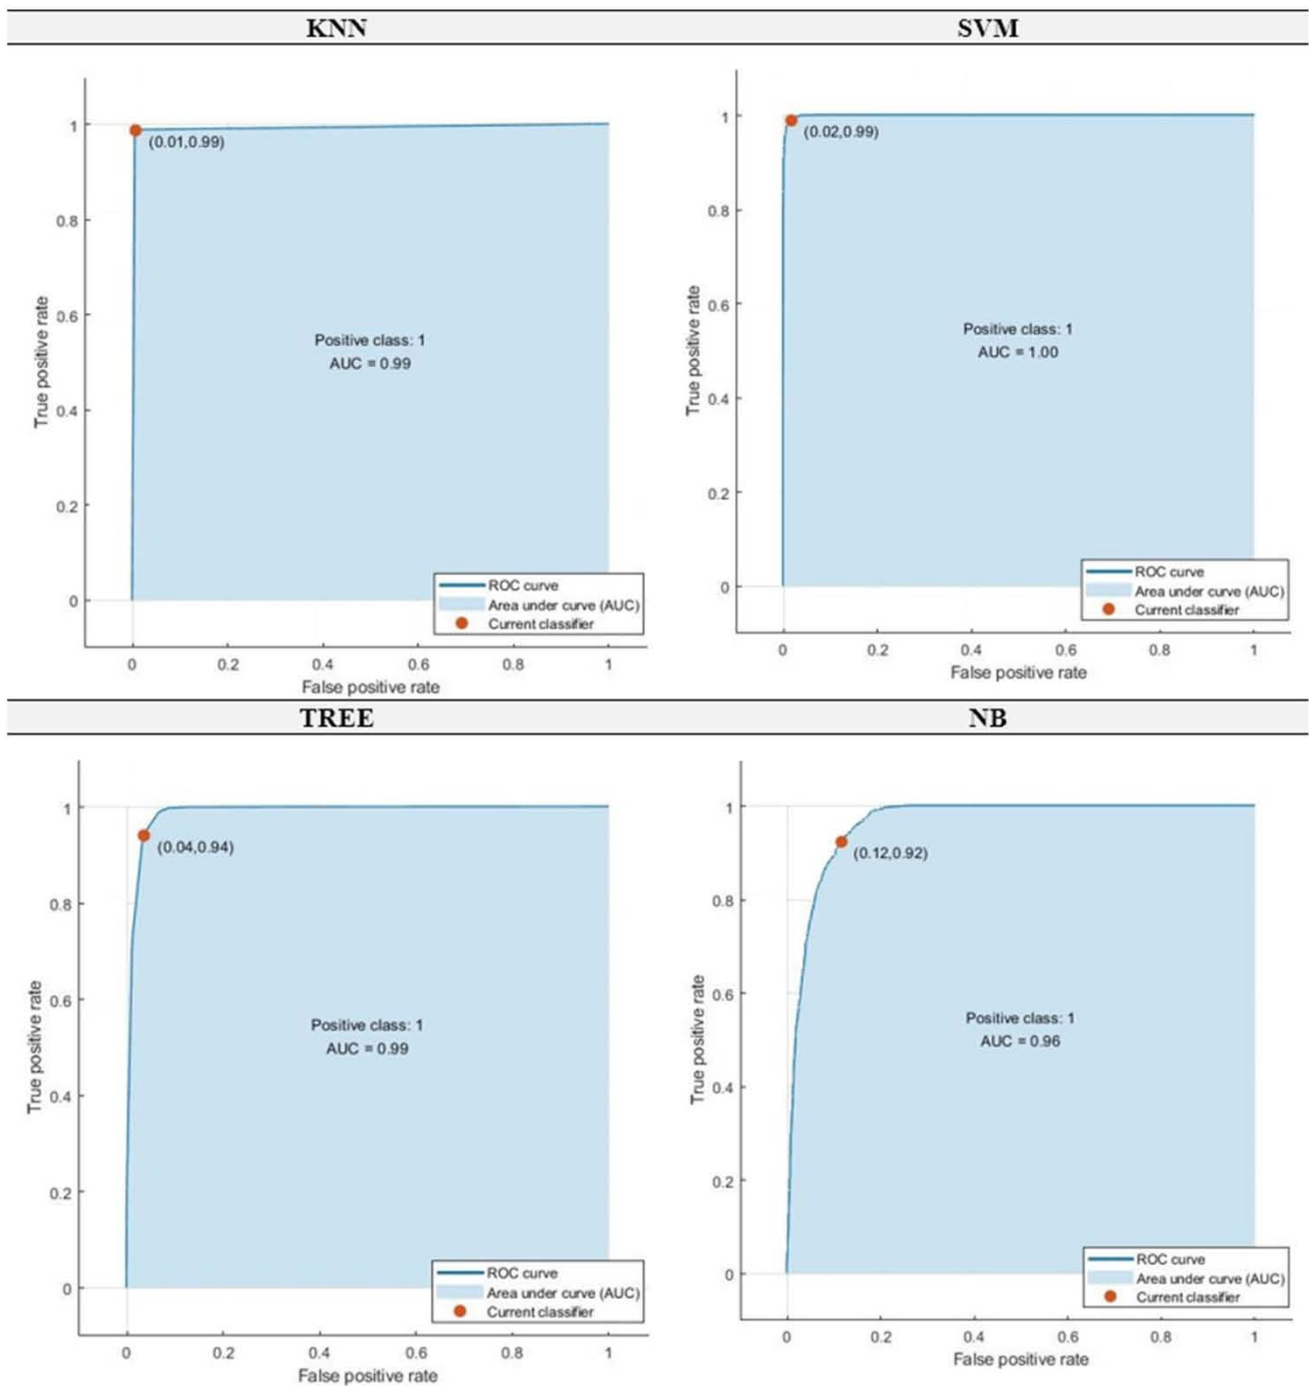 KNN
1
(0.01,0.99)
0.8
0.6
Positive class: 1
AUC = 0.99
0.4
0.2
0
True positive rate
ROC curve
Area under curve (AUC)
Current classifier
0 0.2 0.4 0.6 0.8 1
False positive rate
SVM
1
(0.02,0.99)
0.8
0.6
Positive class: 1
AUC = 1.00
0.4
0.2
0
True positive rate
ROC curve
Area under curve (AUC)
Current classifier
0 0.2 0.4 0.6 0.8 1
False positive rate
TREE
1
(0.04,0.94)
0.8
0.6
Positive class: 1
AUC = 0.99
0.4
0.2
0
True positive rate
ROC curve
Area under curve (AUC)
Current classifier
0 0.2 0.4 0.6 0.8 1
False positive rate
NB
1
(0.12,0.92)
0.8
0.6
Positive class: 1
AUC = 0.96
0.4
0.2
0
True positive rate
ROC curve
Area under curve (AUC)
Current classifier
0 0.2 0.4 0.6 0.8 1
False positive rate